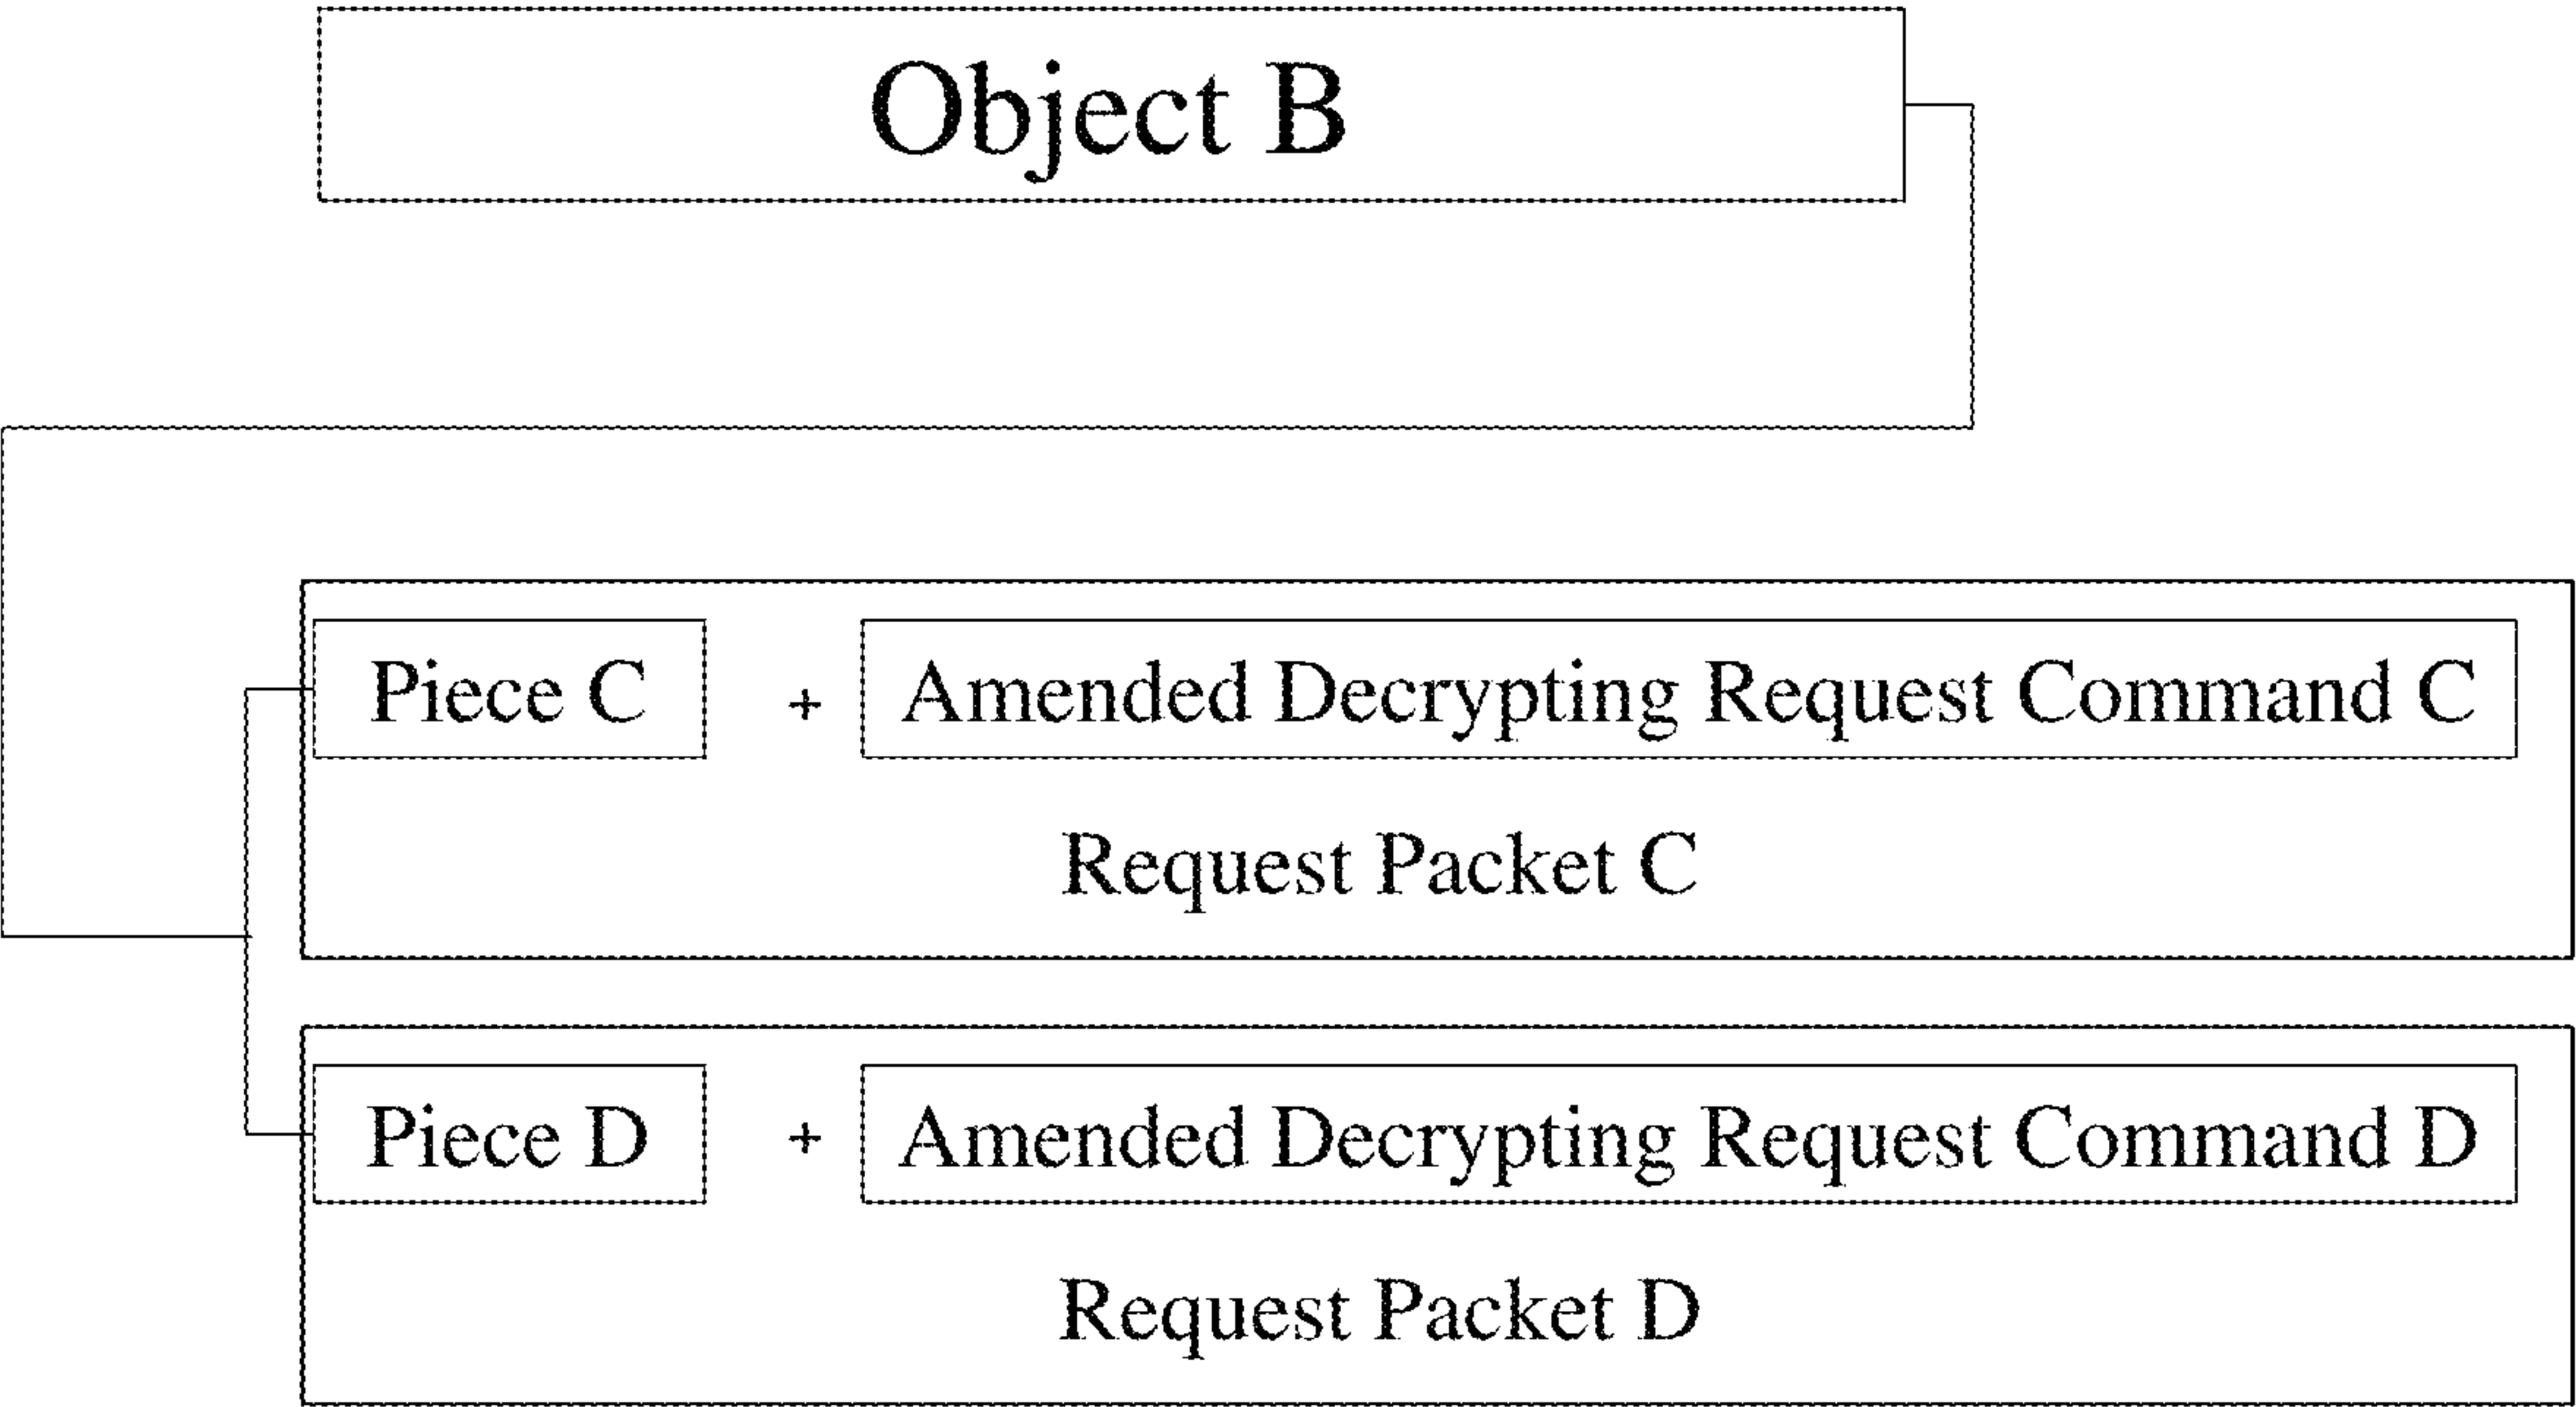 Object B
Piece C + Amended Decrypting Request Command C
Request Packet C
Piece D + Amended Decrypting Request Command D
Request Packet D